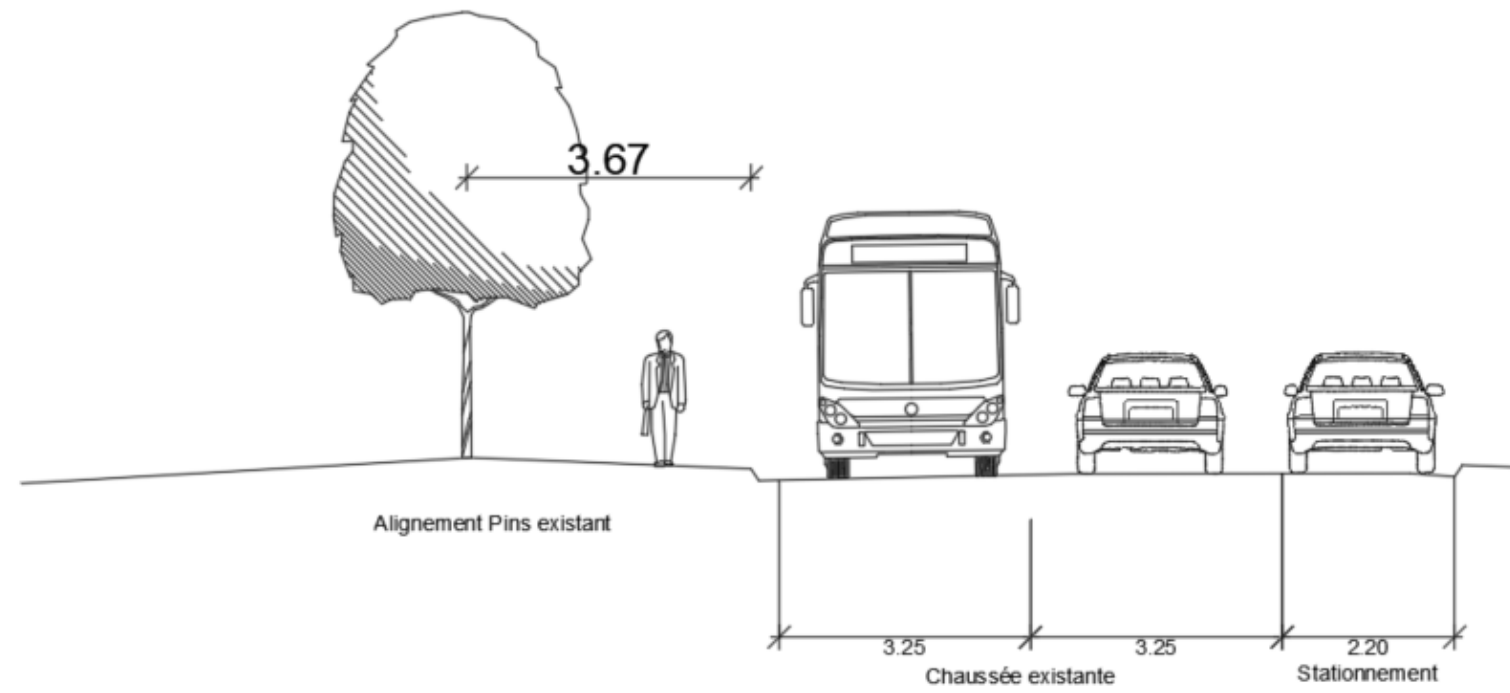 3.67
Alignement Pins existant
3.25 3.25 2.20
Chaussée existante Stationnement